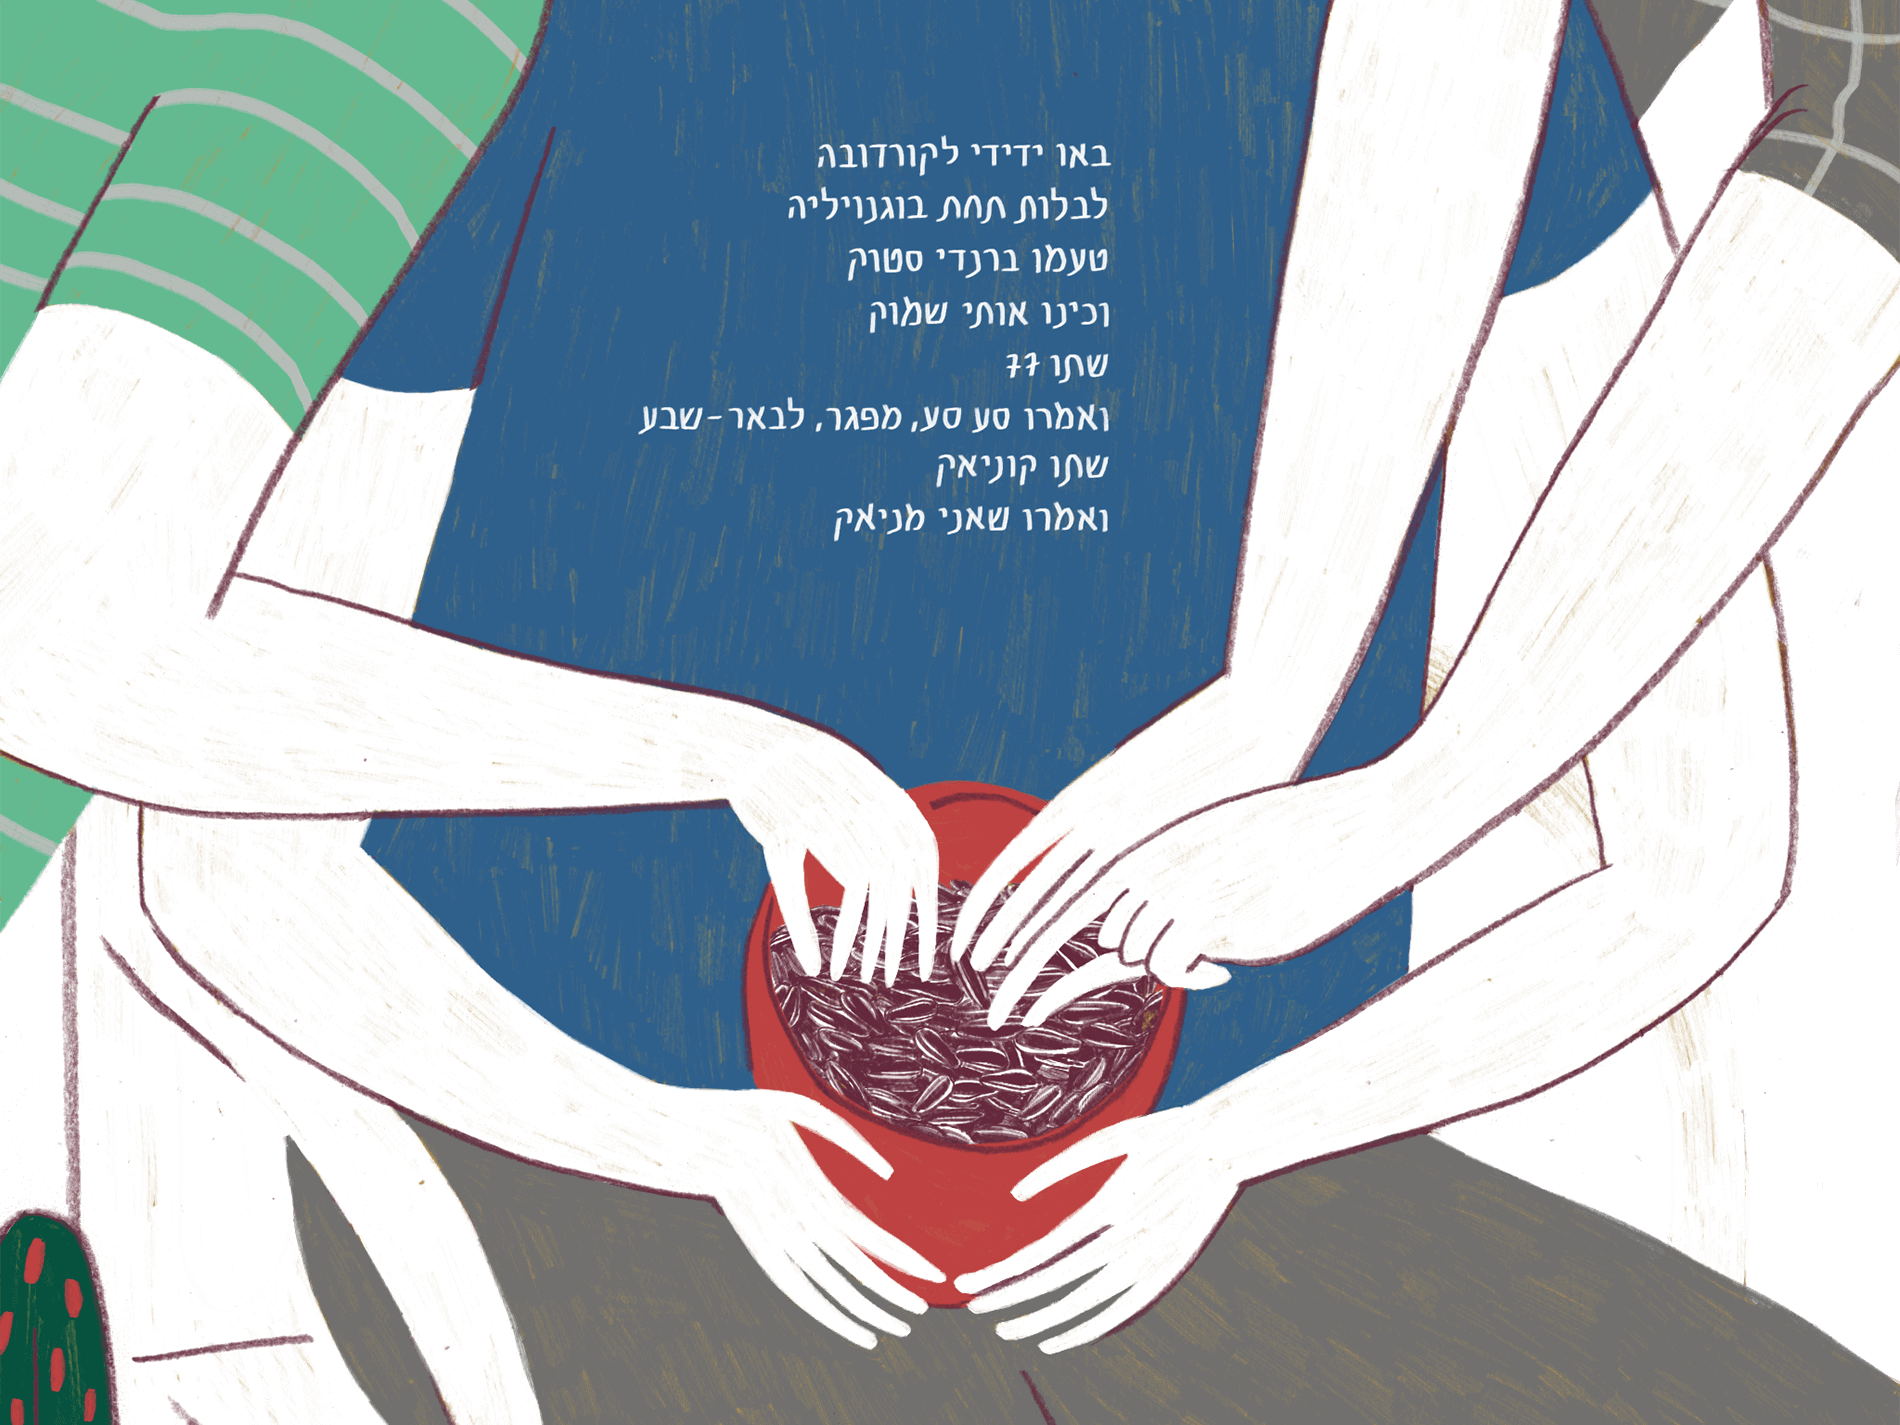 באו ידידי לקורדובה
לבלות תחת בוגנויליה
טעמו ברנדי סטוק
וכינו אותי שמוק
שתו 77
ואמרו סע סע, מפגר, לבאר-שבע
שתו קוניאק
ואמרו שאני מניאק